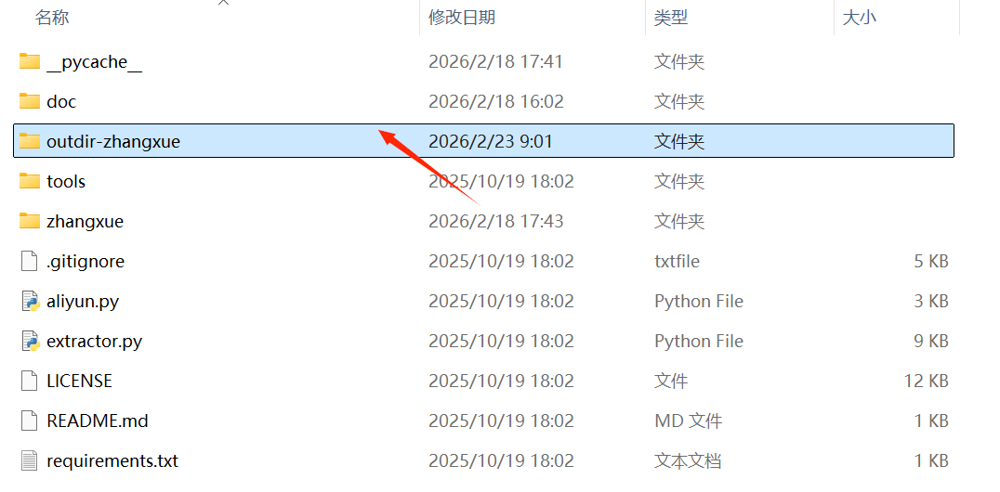 名称 修改日期 类型 大小
__pycache__ 2026/2/18 17:41 文件夹
doc 2026/2/18 16:02 文件夹
outdir-zhangxue 2026/2/23 9:01 文件夹
tools 2025/10/19 18:02 文件夹
zhangxue 2026/2/18 17:43 文件夹
.gitignore 2025/10/19 18:02 txtfile 5 KB
aliyun.py 2025/10/19 18:02 Python File 3 KB
extractor.py 2025/10/19 18:02 Python File 9 KB
LICENSE 2025/10/19 18:02 文件 12 KB
README.md 2025/10/19 18:02 MD 文件 1 KB
requirements.txt 2025/10/19 18:02 文本文档 1 KB